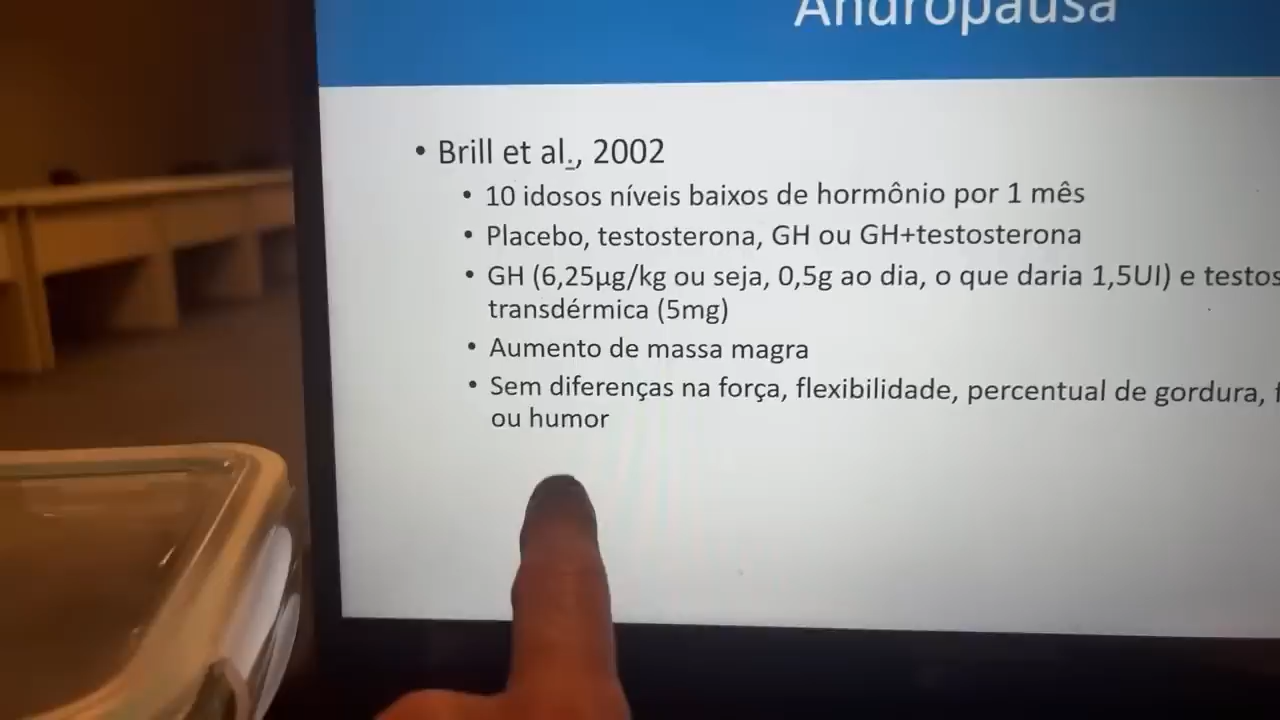 Andropausa
• Brill et al., 2002
• 10 idosos níveis baixos de hormônio por 1 mês
• Placebo, testosterona, GH ou GH+testosterona
• GH (6,25µg/kg ou seja, 0,5g ao dia, o que daria 1,5UI) e testos
transdérmica (5mg)
• Aumento de massa magra
• Sem diferenças na força, flexibilidade, percentual de gordura, f
ou humor